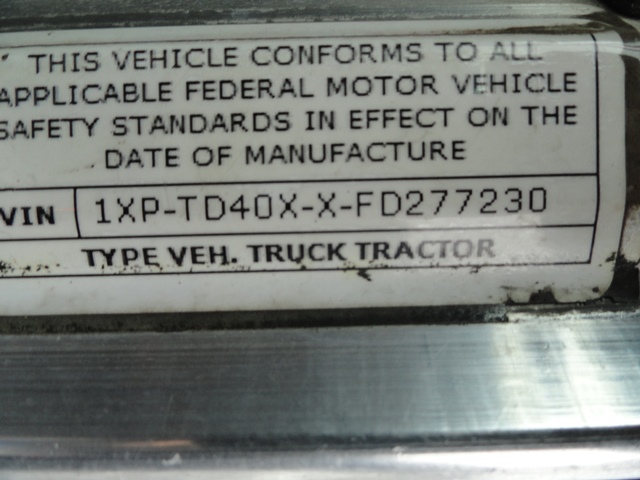 THIS VEHICLE CONFORMS TO ALL
APPLICABLE FEDERAL MOTOR VEHICLE
SAFETY STANDARDS IN EFFECT ON THE
DATE OF MANUFACTURE
VIN 1XP-TD40X-X-FD277230
TYPE VEH. TRUCK TRACTOR